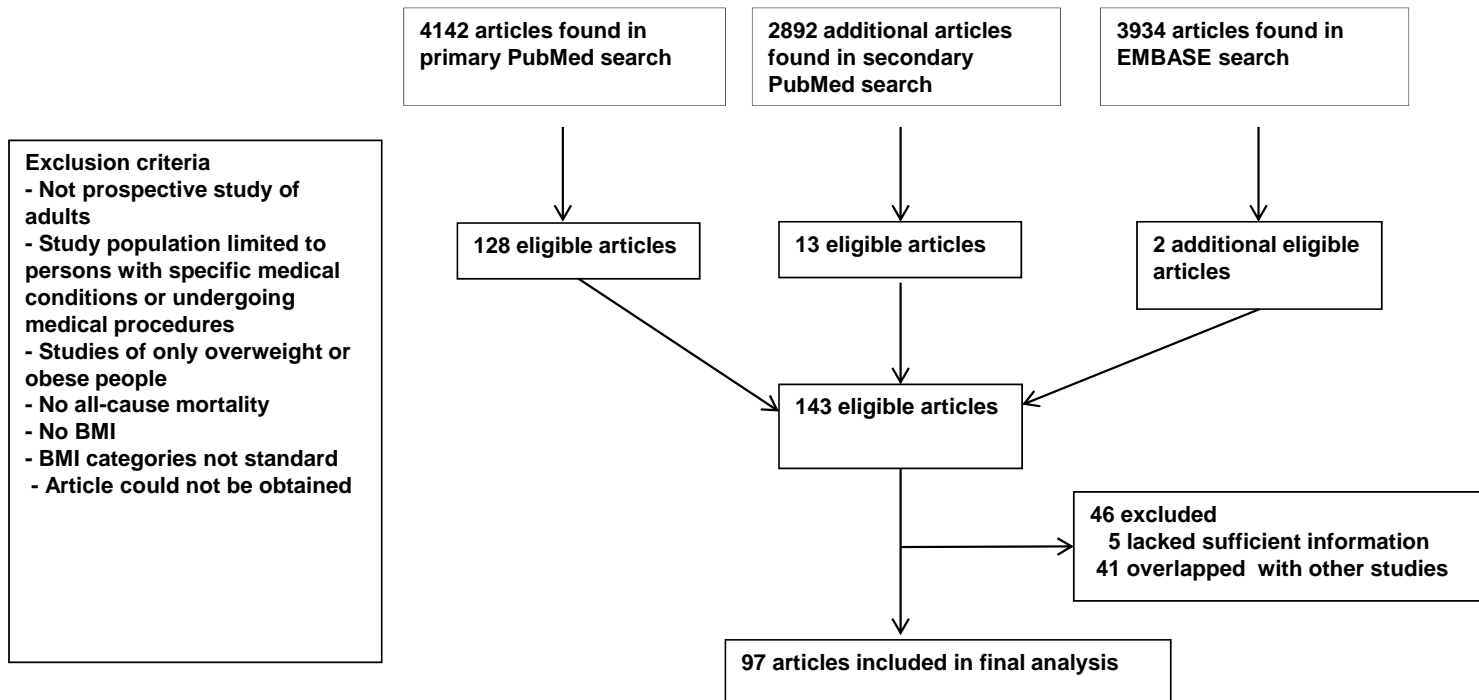 4142 articles found in
primary PubMed search
2892 additional articles
found in secondary
PubMed search
3934 articles found in
EMBASE search
Exclusion criteria
- Not prospective study of
adults
- Study population limited to
persons with specific medical
conditions or undergoing
medical procedures
- Studies of only overweight or
obese people
- No all-cause mortality
- No BMI
- BMI categories not standard
- Article could not be obtained
128 eligible articles
13 eligible articles
2 additional eligible
articles
143 eligible articles
46 excluded
5 lacked sufficient information
41 overlapped with other studies
97 articles included in final analysis